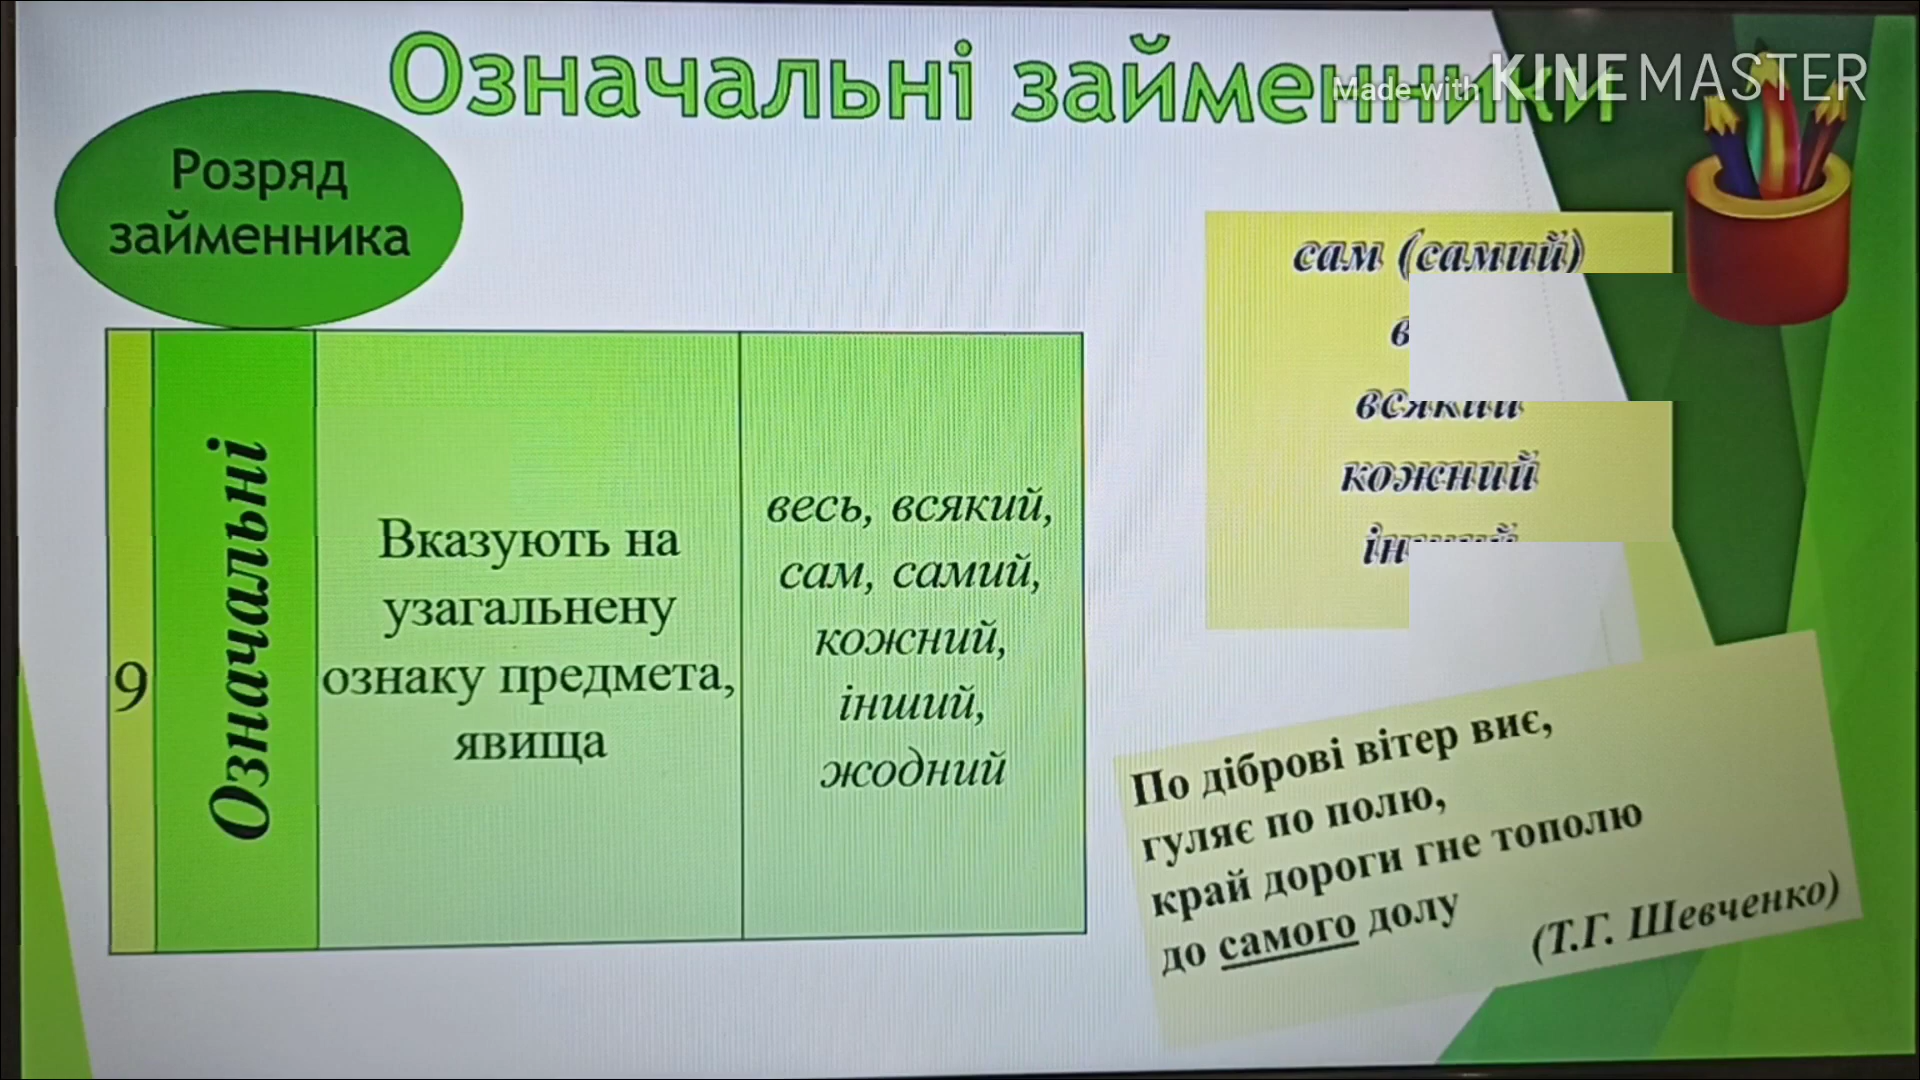 Означальні займенники
Made with KINEMASTER
Розряд
займенника
9
Означальні
Вказують на
узагальнену
ознаку предмета,
явища
весь, всякий,
сам, самий,
кожний,
інший,
жодний
сам (самий)
всякий
кожний
По діброві вітер виє,
гуляє по полю,
край дороги гне тополю
до самого долу
(Т.Г. Шевченко)